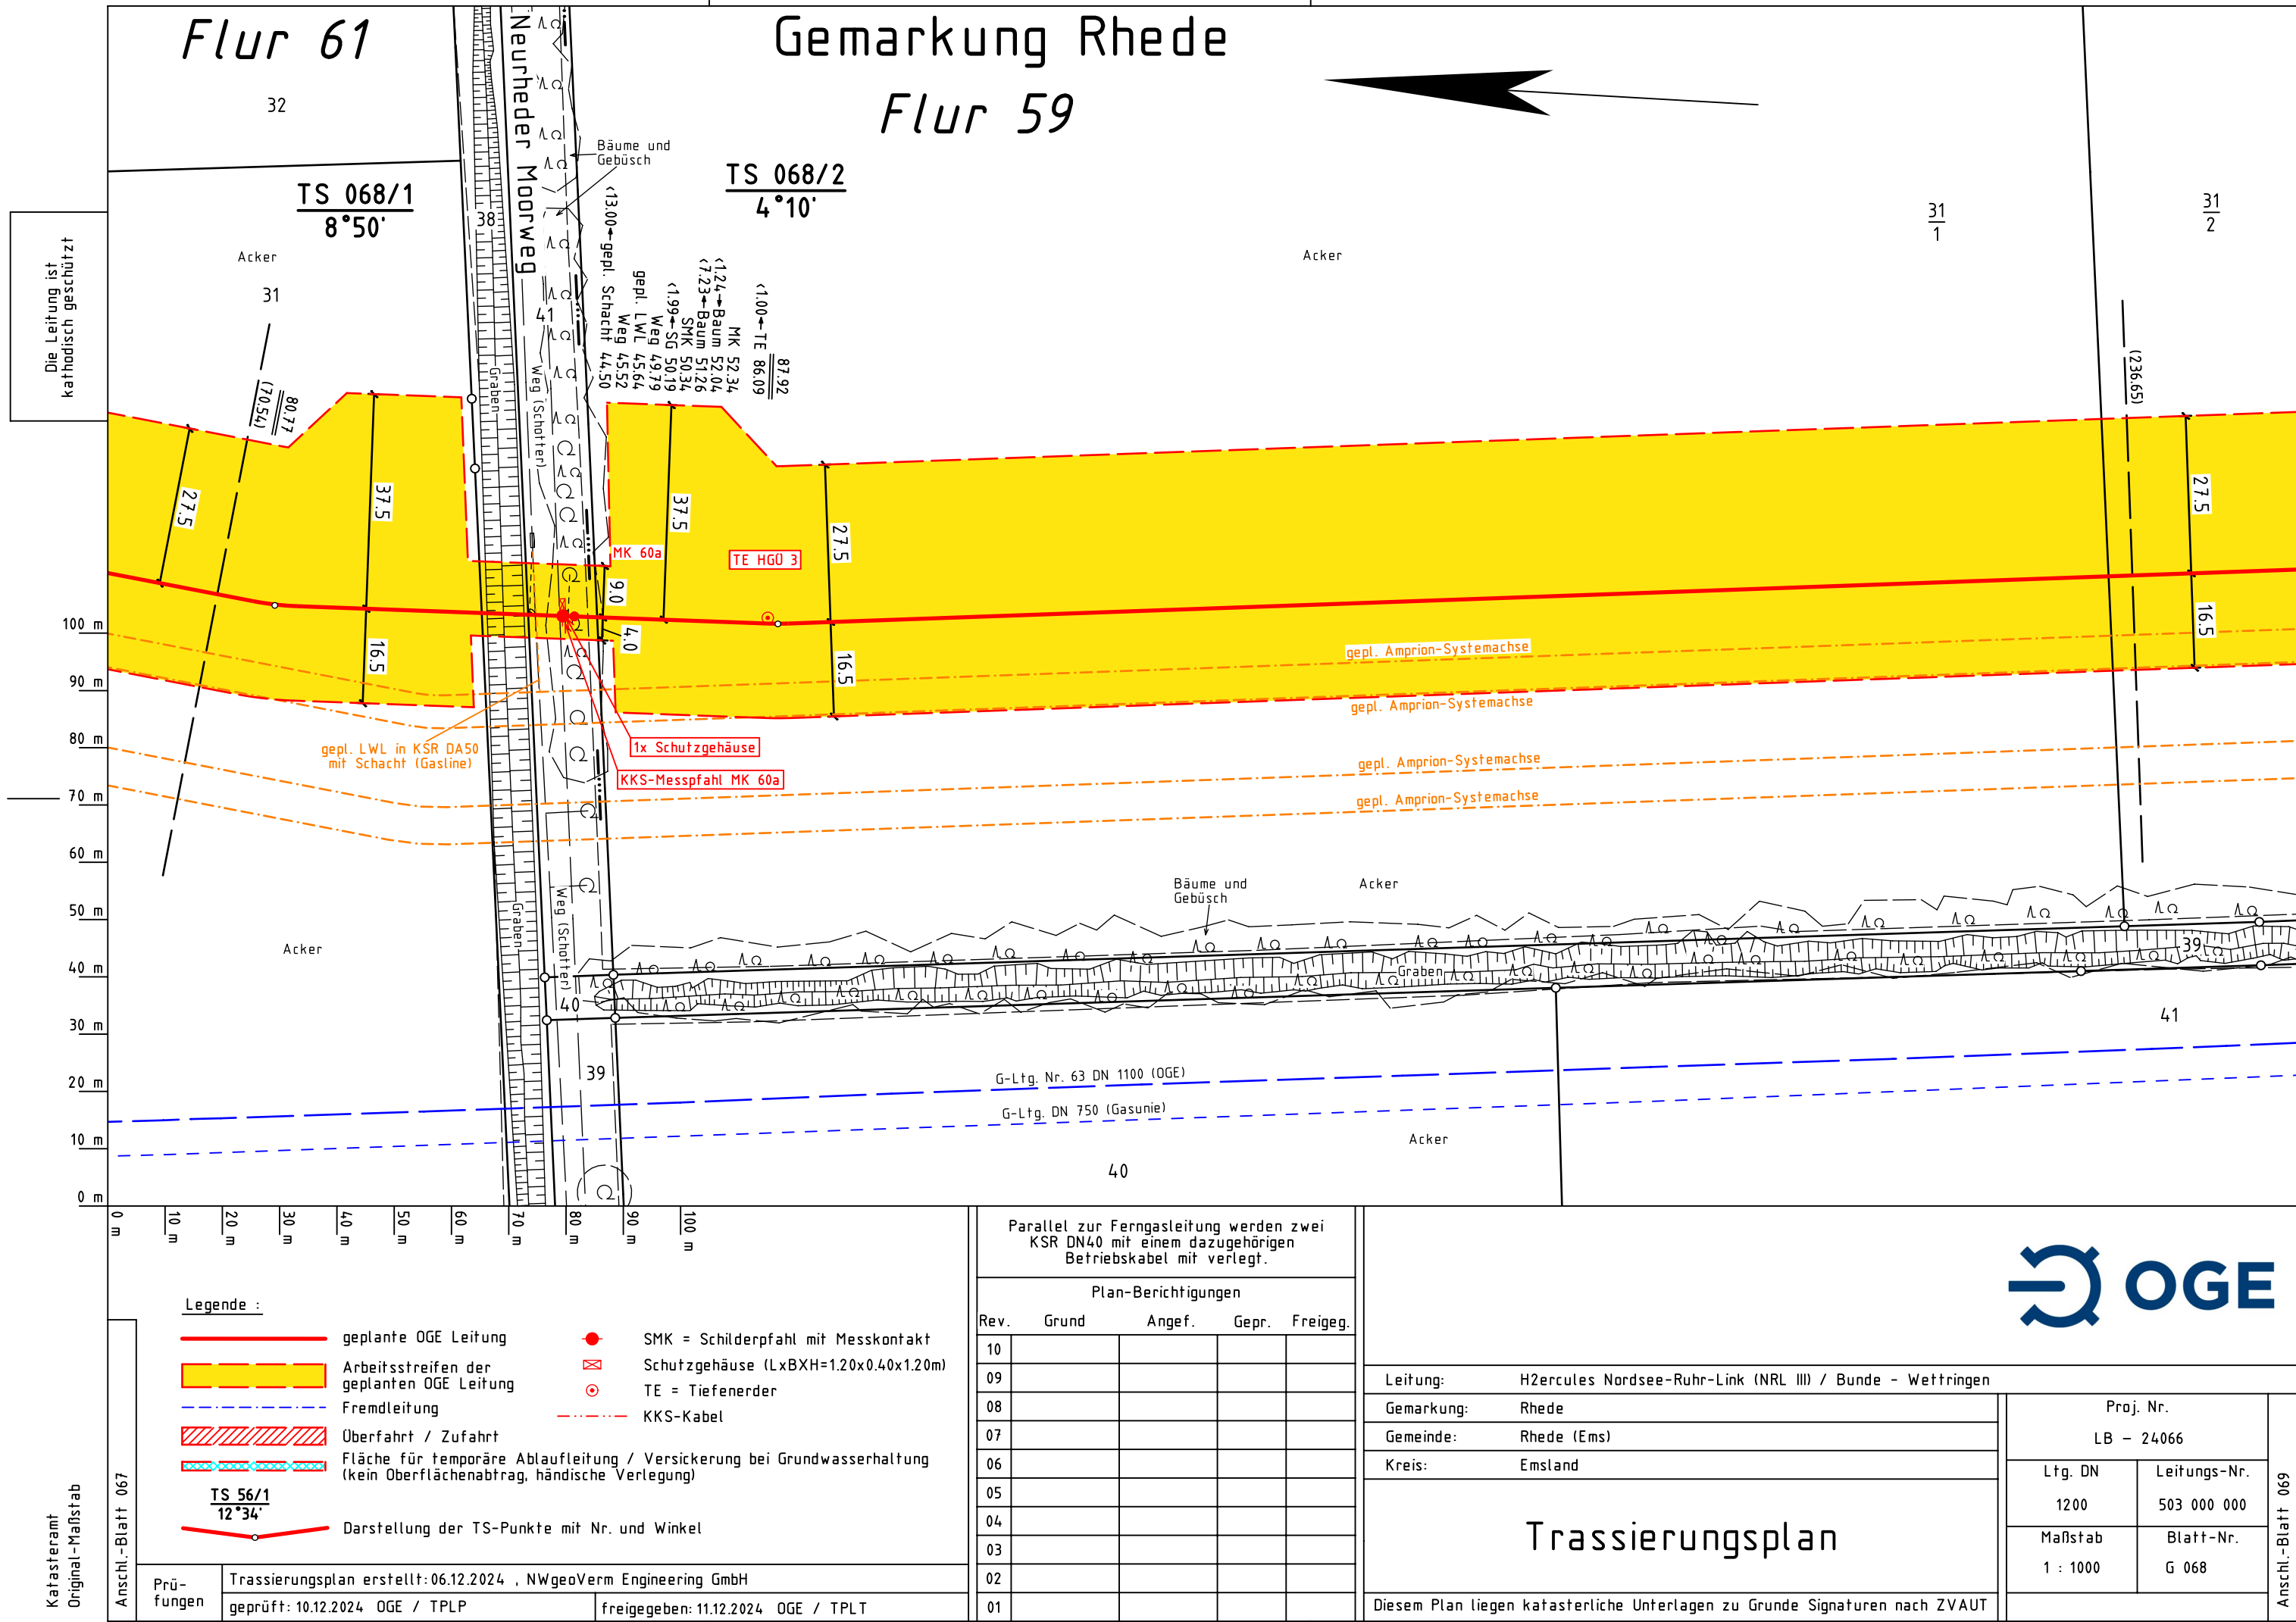 Flur 61
Gemarkung Rhede
Flur 59
32
Neurheder Moorweg
Bäume und
Gebüsch
TS 068/1
8°50'
TS 068/2
4°10'
38
31
1
31
2
Die Leitung ist
kathodisch geschützt
Acker
31
Acker
41
<13.00 gepl. Schacht 44.50
Weg 45.52
gepl. LWL 45.64
Weg 49.79
<1.99 SG 50.19
SMK 50.34
<7.23 Baum 51.26
<1.24 Baum 52.04
MK 52.34
<1.00 TE 86.09
87.92
80.77
(70.54)
(236.65)
Graben
Weg (Schotter)
27.5
37.5
37.5
27.5
27.5
MK 60a
TE HGÜ 3
9.0
4.0
16.5
16.5
16.5
gepl. Amprion-Systemachse
gepl. Amprion-Systemachse
gepl. Amprion-Systemachse
gepl. Amprion-Systemachse
gepl. LWL in KSR DA50
mit Schacht (Gasline)
1x Schutzgehäuse
KKS-Messpfahl MK 60a
100 m
90 m
80 m
70 m
60 m
50 m
40 m
30 m
20 m
10 m
0 m
Bäume und
Gebüsch
Acker
Acker
Graben
Weg (Schotter)
Graben
39
40
41
39
G-Ltg. Nr. 63 DN 1100 (OGE)
G-Ltg. DN 750 (Gasunie)
Acker
40
0 m
10 m
20 m
30 m
40 m
50 m
60 m
70 m
80 m
90 m
100 m
Legende :
geplante OGE Leitung
Arbeitsstreifen der
geplanten OGE Leitung
Fremdleitung
Überfahrt / Zufahrt
Fläche für temporäre Ablaufleitung / Versickerung bei Grundwasserhaltung
(kein Oberflächenabtrag, händische Verlegung)
TS 56/1
12°34'
Darstellung der TS-Punkte mit Nr. und Winkel
SMK = Schilderpfahl mit Messkontakt
Schutzgehäuse (LxBXH=1.20x0.40x1.20m)
TE = Tiefenerder
KKS-Kabel
Katasteramt
Original-Maßstab
Anschl.-Blatt 067
Prü-
fungen
Trassierungsplan erstellt: 06.12.2024 , NWgeoVerm Engineering GmbH
geprüft: 10.12.2024 OGE / TPLP
freigegeben: 11.12.2024 OGE / TPLT
Parallel zur Ferngasleitung werden zwei
KSR DN40 mit einem dazugehörigen
Betriebskabel mit verlegt.
Plan-Berichtigungen
Rev. Grund Angef. Gepr. Freigeg.
10
09
08
07
06
05
04
03
02
01
OGE
Leitung: H2ercules Nordsee-Ruhr-Link (NRL III) / Bunde - Wettringen
Gemarkung: Rhede
Gemeinde: Rhede (Ems)
Kreis: Emsland
Trassierungsplan
Diesem Plan liegen katasterliche Unterlagen zu Grunde Signaturen nach ZVAUT
Proj. Nr.
LB - 24066
Ltg. DN
1200
Leitungs-Nr.
503 000 000
Maßstab
1 : 1000
Blatt-Nr.
G 068
Anschl.-Blatt 069